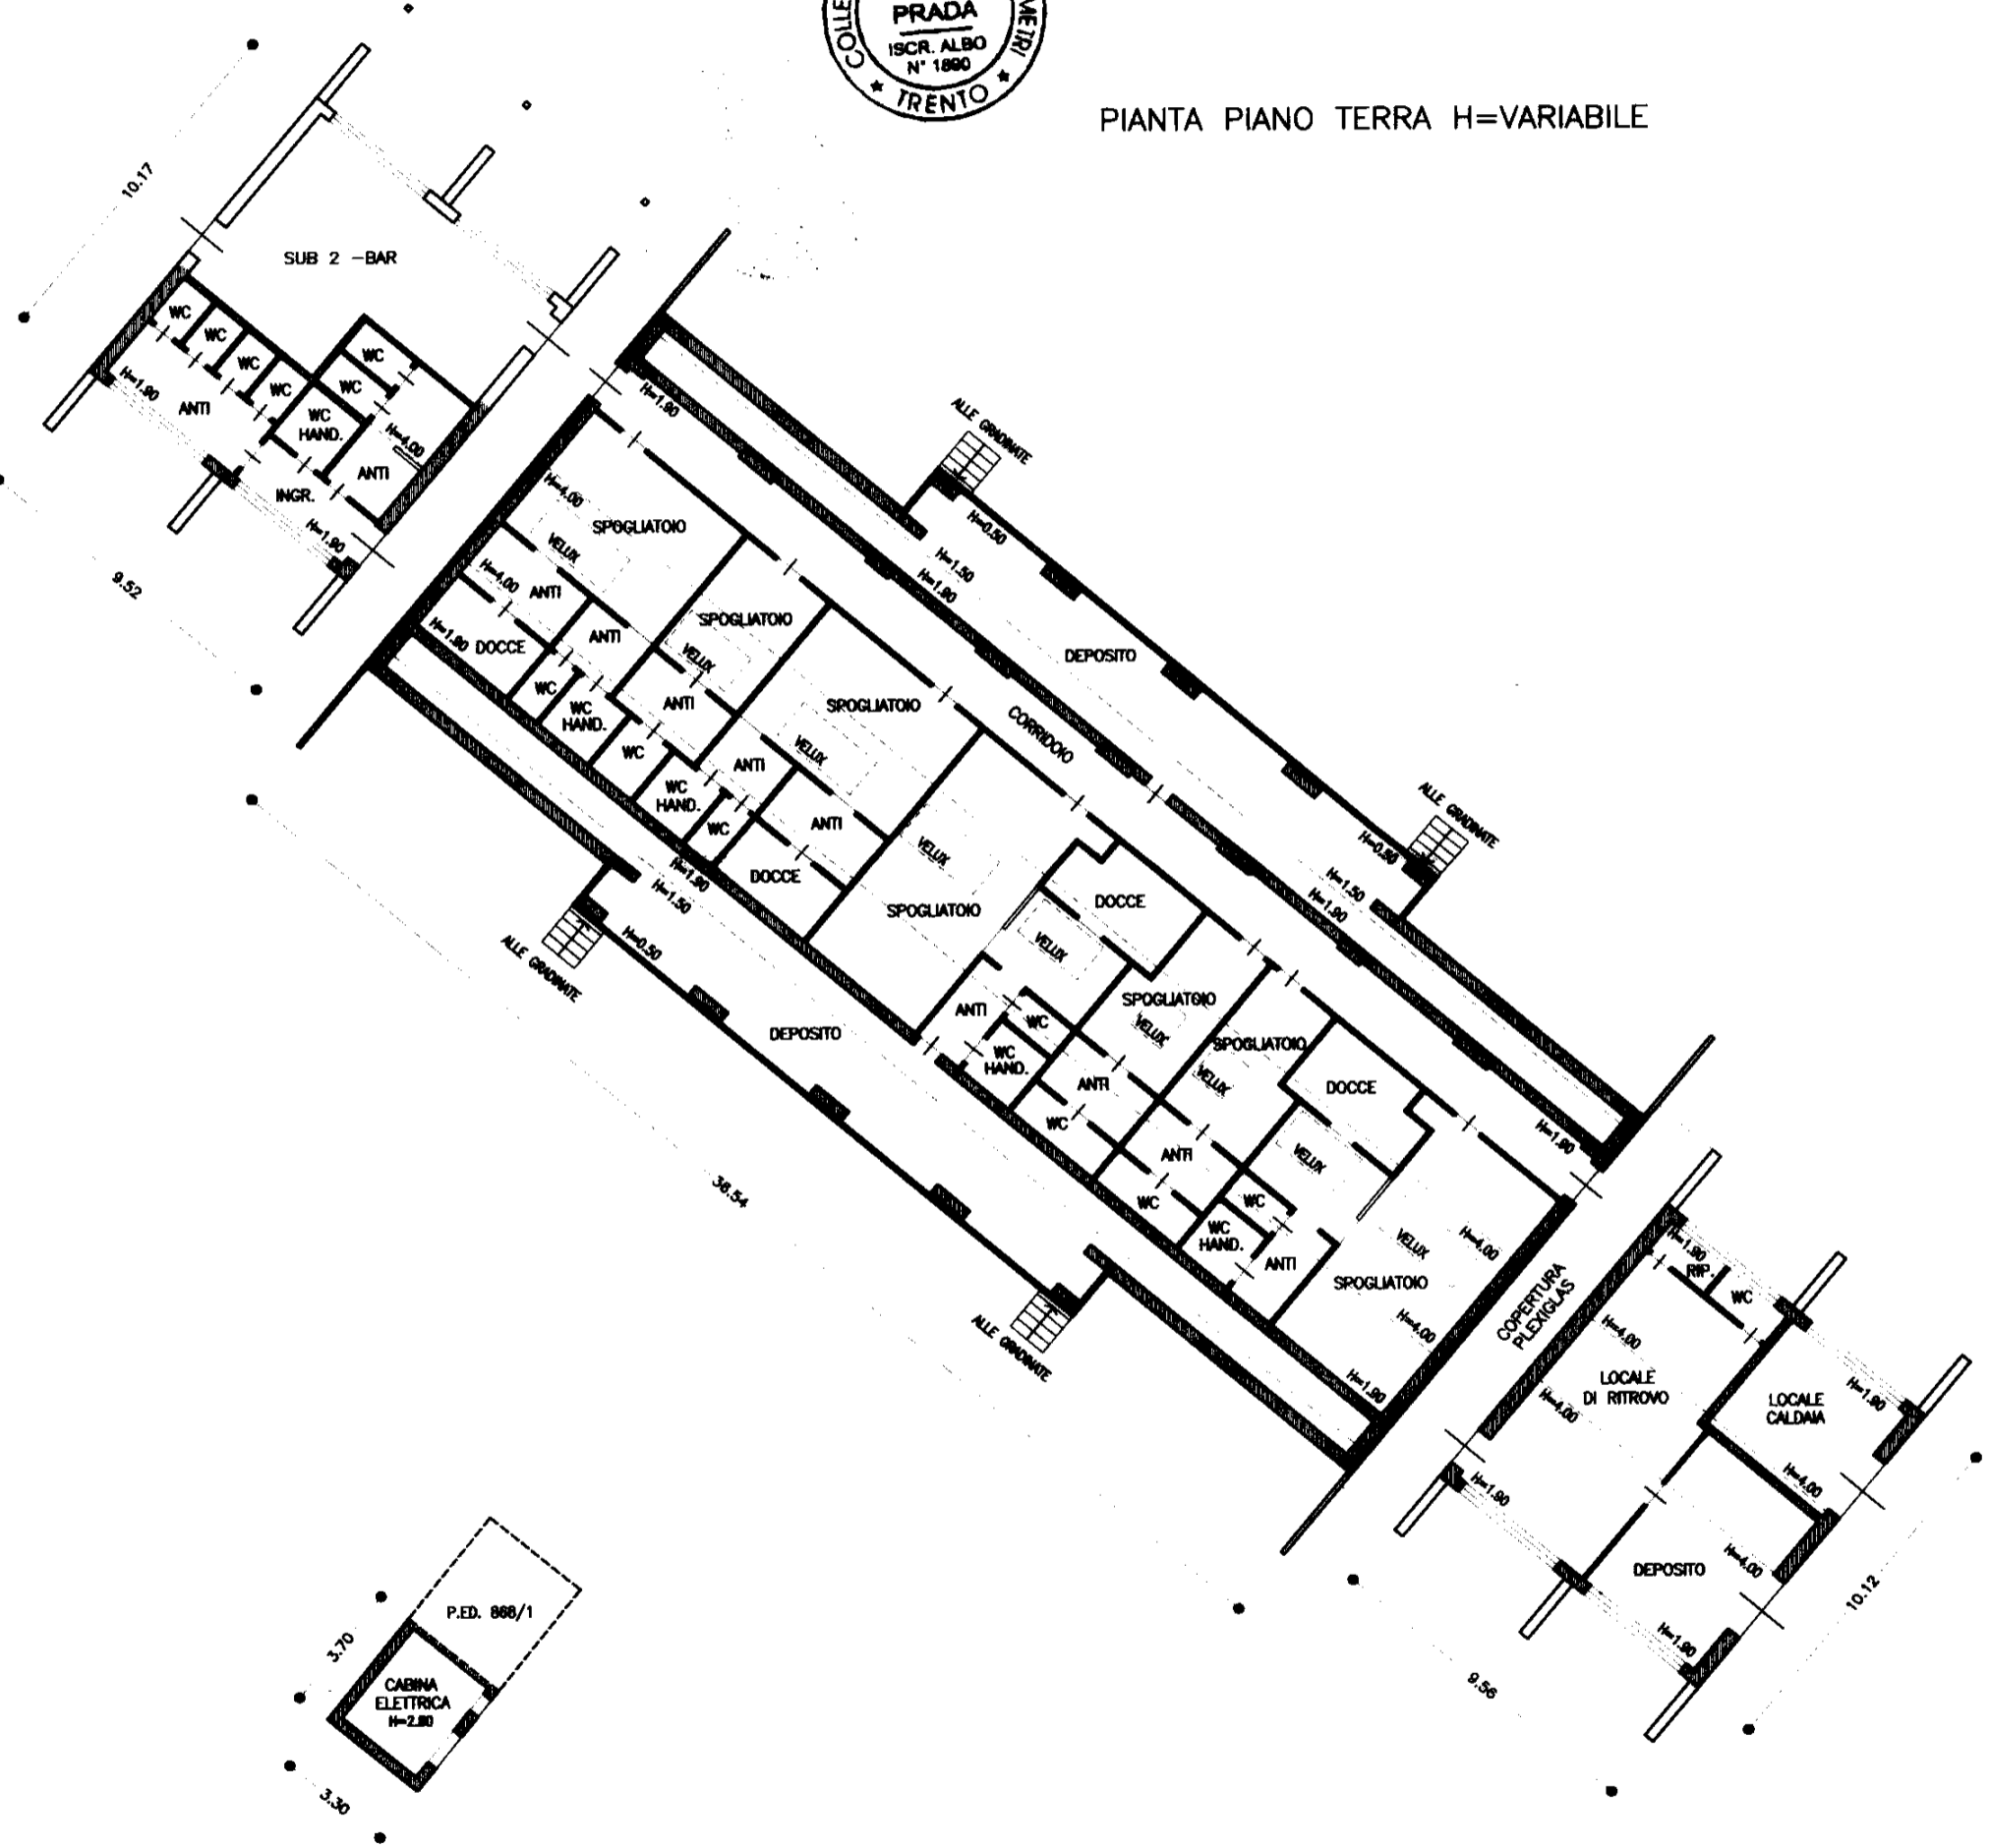 COLLE
METRI
PRADA
ISCR. ALBO
N° 1890
★ TRENTO ★
PIANTA PIANO TERRA H=VARIABILE
10.17
SUB 2 -BAR
WC
WC
WC
WC
WC
WC
WC
HAND.
H=1.90
ANTI
H=4.00
ANTI
INGR.
H=1.90
9.52
H=1.90
ALLE GRADINATE
H=0.50
H=1.50
H=1.90
DEPOSITO
CORRIDOIO
ALLE GRADINATE
H=0.50
H=1.50
H=1.90
H=1.90
H=4.00
SPOGLIATOIO
VELUX
H=4.00
ANTI
H=1.90
DOCCE
ANTI
WC
WC
HAND.
SPOGLIATOIO
VELUX
ANTI
WC
WC
HAND.
SPOGLIATOIO
VELUX
ANTI
WC
ANTI
DOCCE
VELUX
SPOGLIATOIO
DOCCE
VELUX
ANTI
WC
WC
HAND.
SPOGLIATOIO
VELUX
ANTI
WC
SPOGLIATOIO
VELUX
ANTI
WC
DOCCE
VELUX
WC
WC
HAND.
ANTI
VELUX
H=4.00
SPOGLIATOIO
H=4.00
H=1.90
H=1.90
H=1.50
H=0.50
ALLE GRADINATE
DEPOSITO
ALLE GRADINATE
38.54
COPERTURA
PLEXIGLAS
H=1.90
RIP.
WC
H=4.00
LOCALE
DI RITROVO
H=4.00
LOCALE
CALDAIA
H=1.90
H=4.00
H=1.90
DEPOSITO
H=4.00
H=1.90
10.12
9.56
P.ED. 868/1
3.70
CABINA
ELETTRICA
H=2.80
3.30